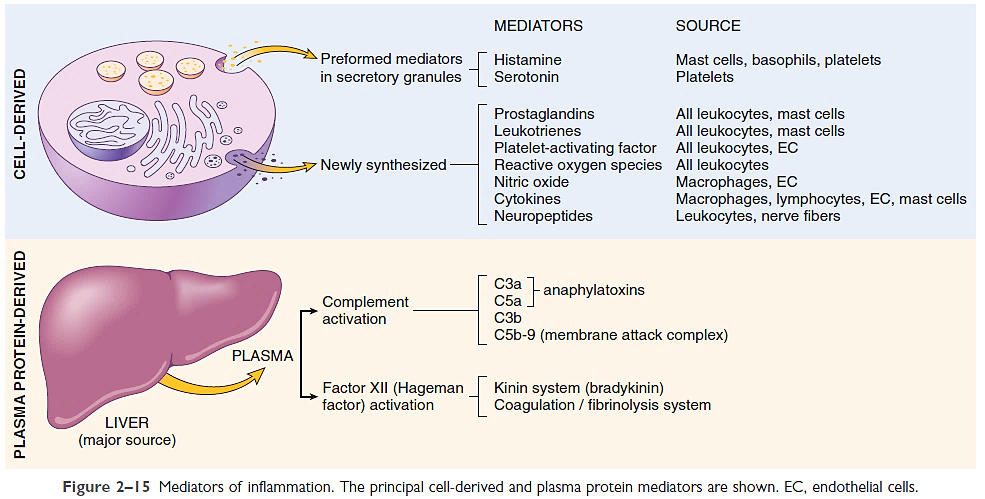 MEDIATORS
SOURCE
CELL-DERIVED
Preformed mediators
in secretory granules
Histamine
Mast cells, basophils, platelets
Serotonin
Platelets
Newly synthesized
Prostaglandins
All leukocytes, mast cells
Leukotrienes
All leukocytes, mast cells
Platelet-activating factor
All leukocytes, EC
Reactive oxygen species
All leukocytes
Nitric oxide
Macrophages, EC
Cytokines
Macrophages, lymphocytes, EC, mast cells
Neuropeptides
Leukocytes, nerve fibers
PLASMA PROTEIN-DERIVED
LIVER
(major source)
PLASMA
Complement
activation
C3a
C5a
anaphylatoxins
C3b
C5b-9 (membrane attack complex)
Factor XII (Hageman
factor) activation
Kinin system (bradykinin)
Coagulation / fibrinolysis system
Figure 2–15 Mediators of inflammation. The principal cell-derived and plasma protein mediators are shown. EC, endothelial cells.